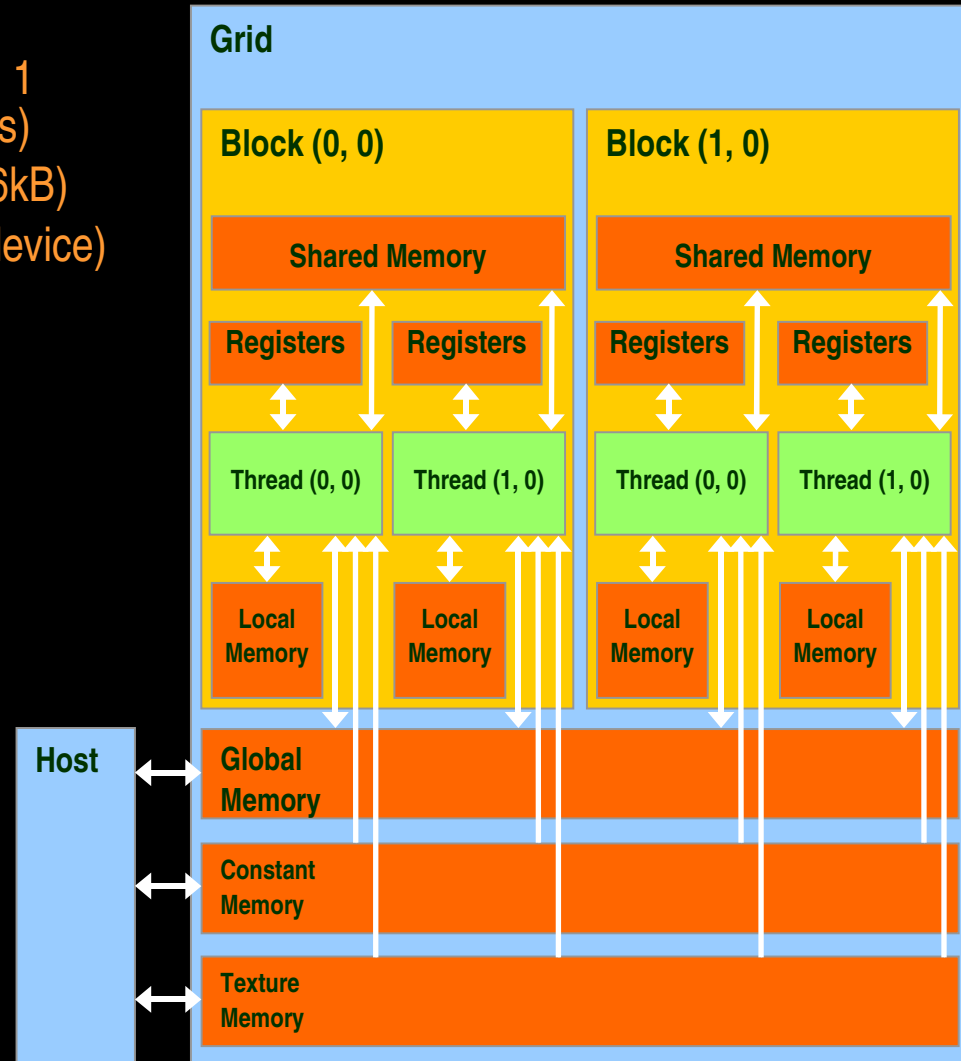 1
s)
6kB)
device)
Grid
Block (0, 0)
Block (1, 0)
Shared Memory
Shared Memory
Registers
Registers
Registers
Registers
Thread (0, 0)
Thread (1, 0)
Thread (0, 0)
Thread (1, 0)
Local
Memory
Local
Memory
Local
Memory
Local
Memory
Host
Global
Memory
Constant
Memory
Texture
Memory